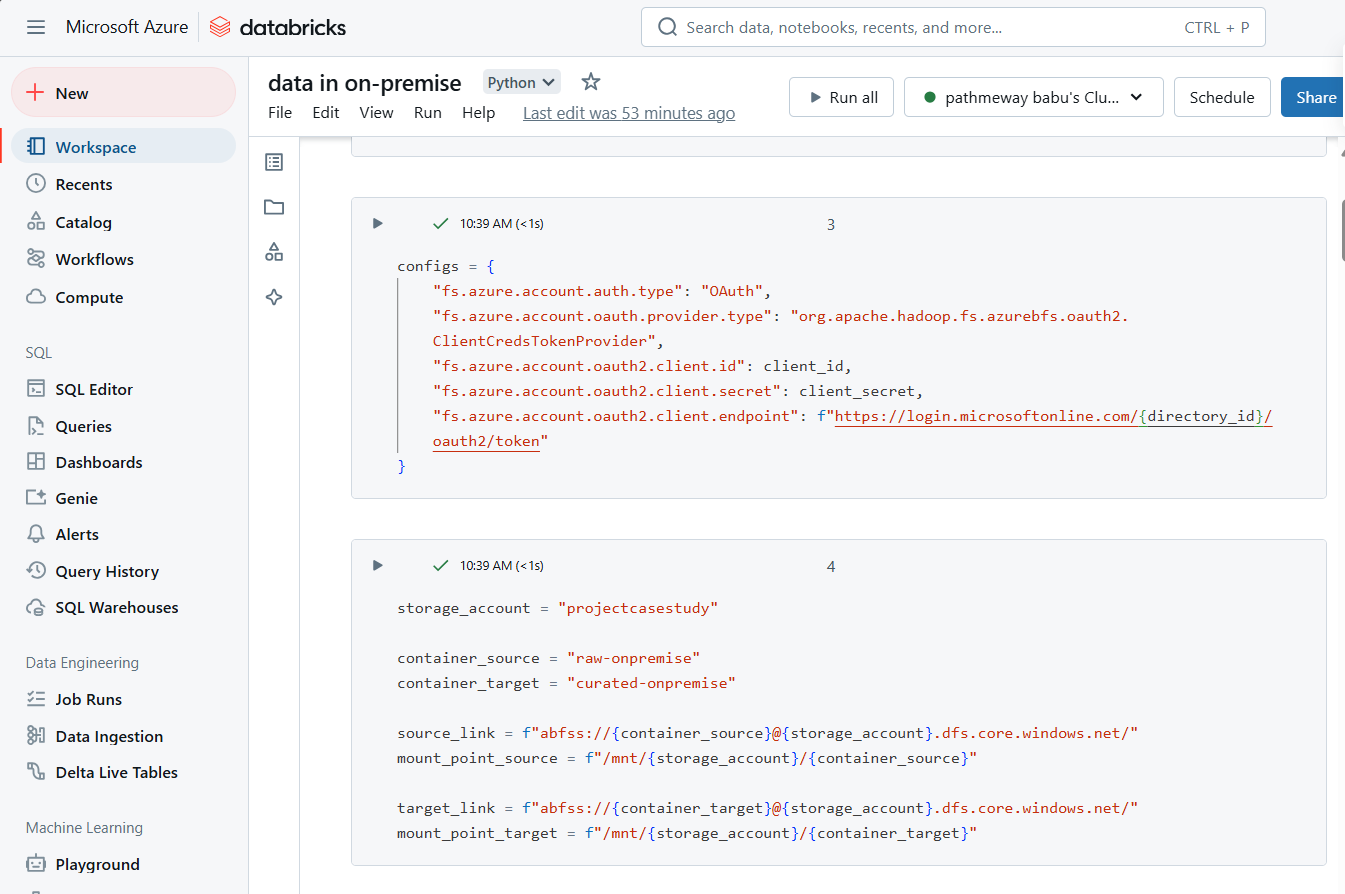 Microsoft Azure
databricks
Search data, notebooks, recents, and more...
CTRL + P
New
Workspace
Recents
Catalog
Workflows
Compute
SQL
SQL Editor
Queries
Dashboards
Genie
Alerts
Query History
SQL Warehouses
Data Engineering
Job Runs
Data Ingestion
Delta Live Tables
Machine Learning
Playground
data in on-premise
Python
File Edit View Run Help Last edit was 53 minutes ago
Run all
pathmeway babu's Clu...
Schedule
Share
10:39 AM (<1s)
3
configs = {
"fs.azure.account.auth.type": "OAuth",
"fs.azure.account.oauth.provider.type": "org.apache.hadoop.fs.azurebfs.oauth2.
ClientCredsTokenProvider",
"fs.azure.account.oauth2.client.id": client_id,
"fs.azure.account.oauth2.client.secret": client_secret,
"fs.azure.account.oauth2.client.endpoint": f"https://login.microsoftonline.com/{directory_id}/
oauth2/token"
}
10:39 AM (<1s)
4
storage_account = "projectcasestudy"
container_source = "raw-onpremise"
container_target = "curated-onpremise"
source_link = f"abfss://{container_source}@{storage_account}.dfs.core.windows.net/"
mount_point_source = f"/mnt/{storage_account}/{container_source}"
target_link = f"abfss://{container_target}@{storage_account}.dfs.core.windows.net/"
mount_point_target = f"/mnt/{storage_account}/{container_target}"